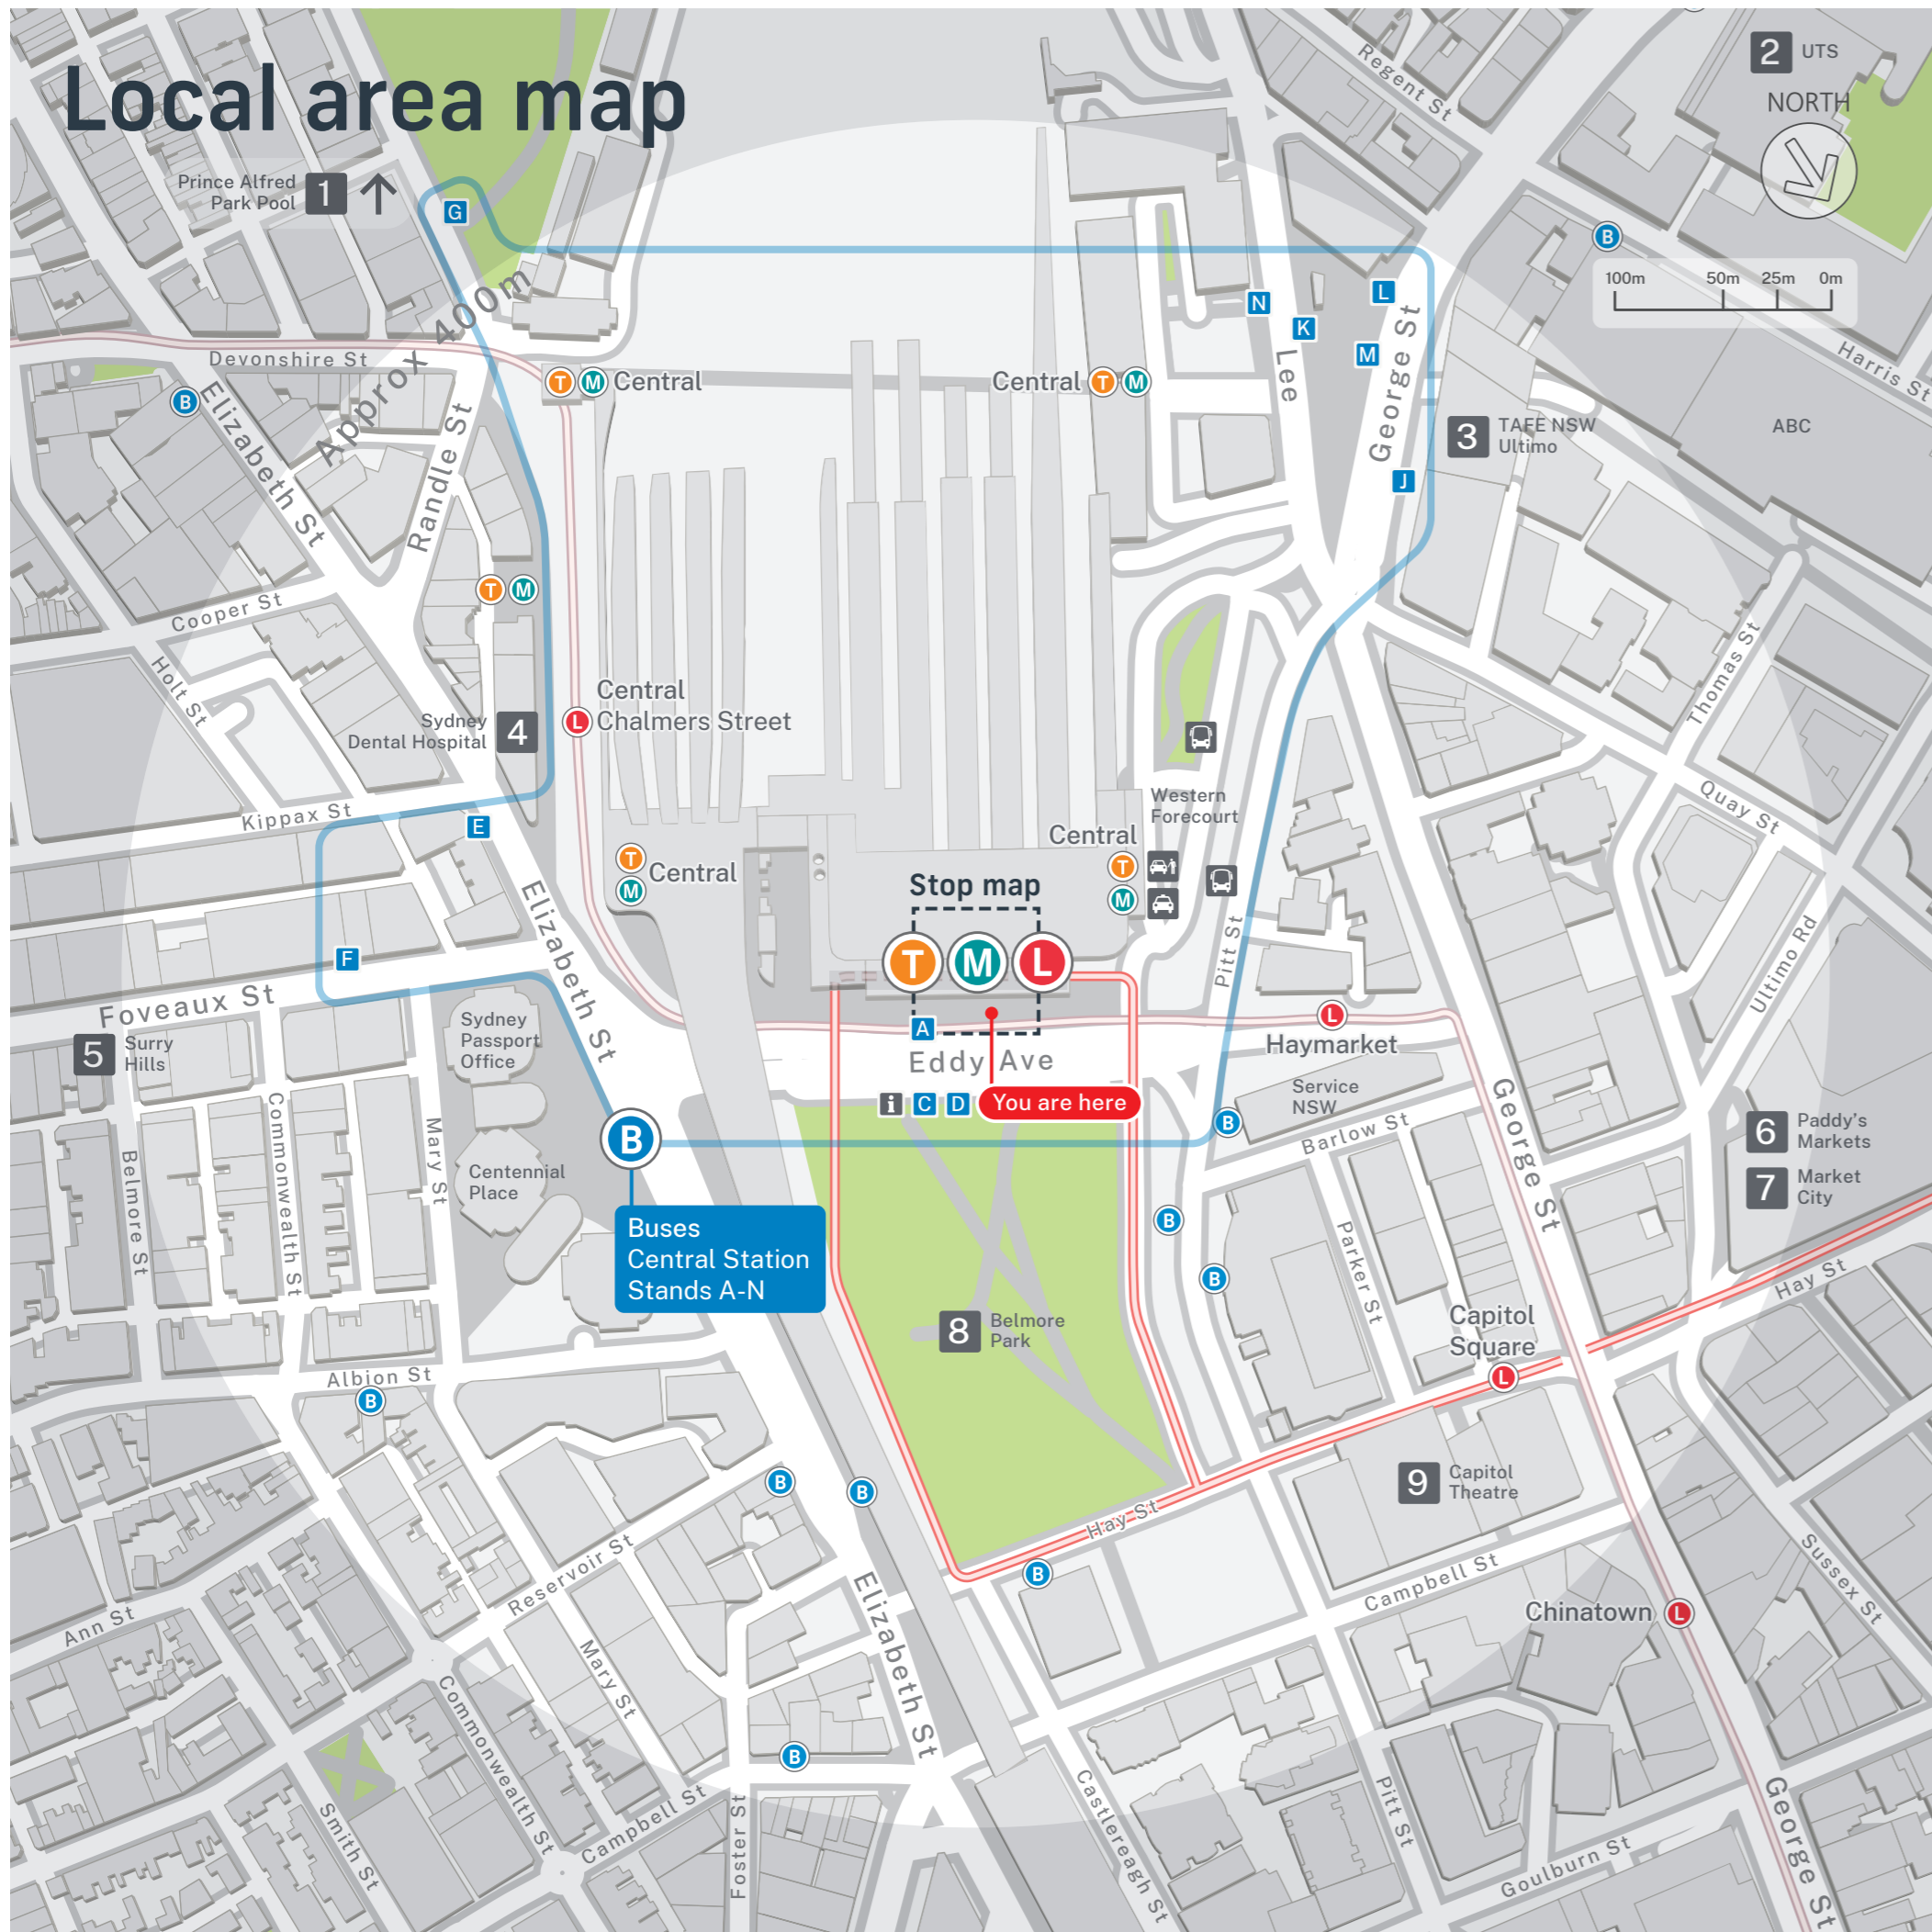 Local area map
2 UTS
NORTH
Regent St
Prince Alfred
Park Pool
1
G
B
100m 50m 25m 0m
N
L
K
M
Approx 400m
Devonshire St
T M Central
Central T M
Lee
George St
Harris St
B
Elizabeth St
Randle St
3 TAFE NSW
Ultimo
ABC
J
T M
Cooper St
Holt St
Thomas St
Central
L Chalmers Street
Sydney
Dental Hospital
4
Kippax St
E
Western
Forecourt
Quay St
Central
T
M
Central
T
M
Stop map
T M L
Elizabeth St
Pitt St
Ultimo Rd
F
Foveaux St
A
Eddy Ave
L
Haymarket
5 Surry
Hills
Sydney
Passport
Office
i C D You are here
Service
NSW
B
Barlow St
George St
6 Paddy's
Markets
7 Market
City
Belmore St
Commonwealth St
Mary St
Centennial
Place
B
Buses
Central Station
Stands A-N
B
B
Parker St
Hay St
8 Belmore
Park
Capitol
Square
L
Albion St
B
B
B
9 Capitol
Theatre
Hay St
B
Reservoir St
Ann St
Elizabeth St
Campbell St
Sussex St
Chinatown L
Mary St
Commonwealth St
B
Smith St
Campbell St
Foster St
Castlereagh St
Pitt St
Goulburn St
George St